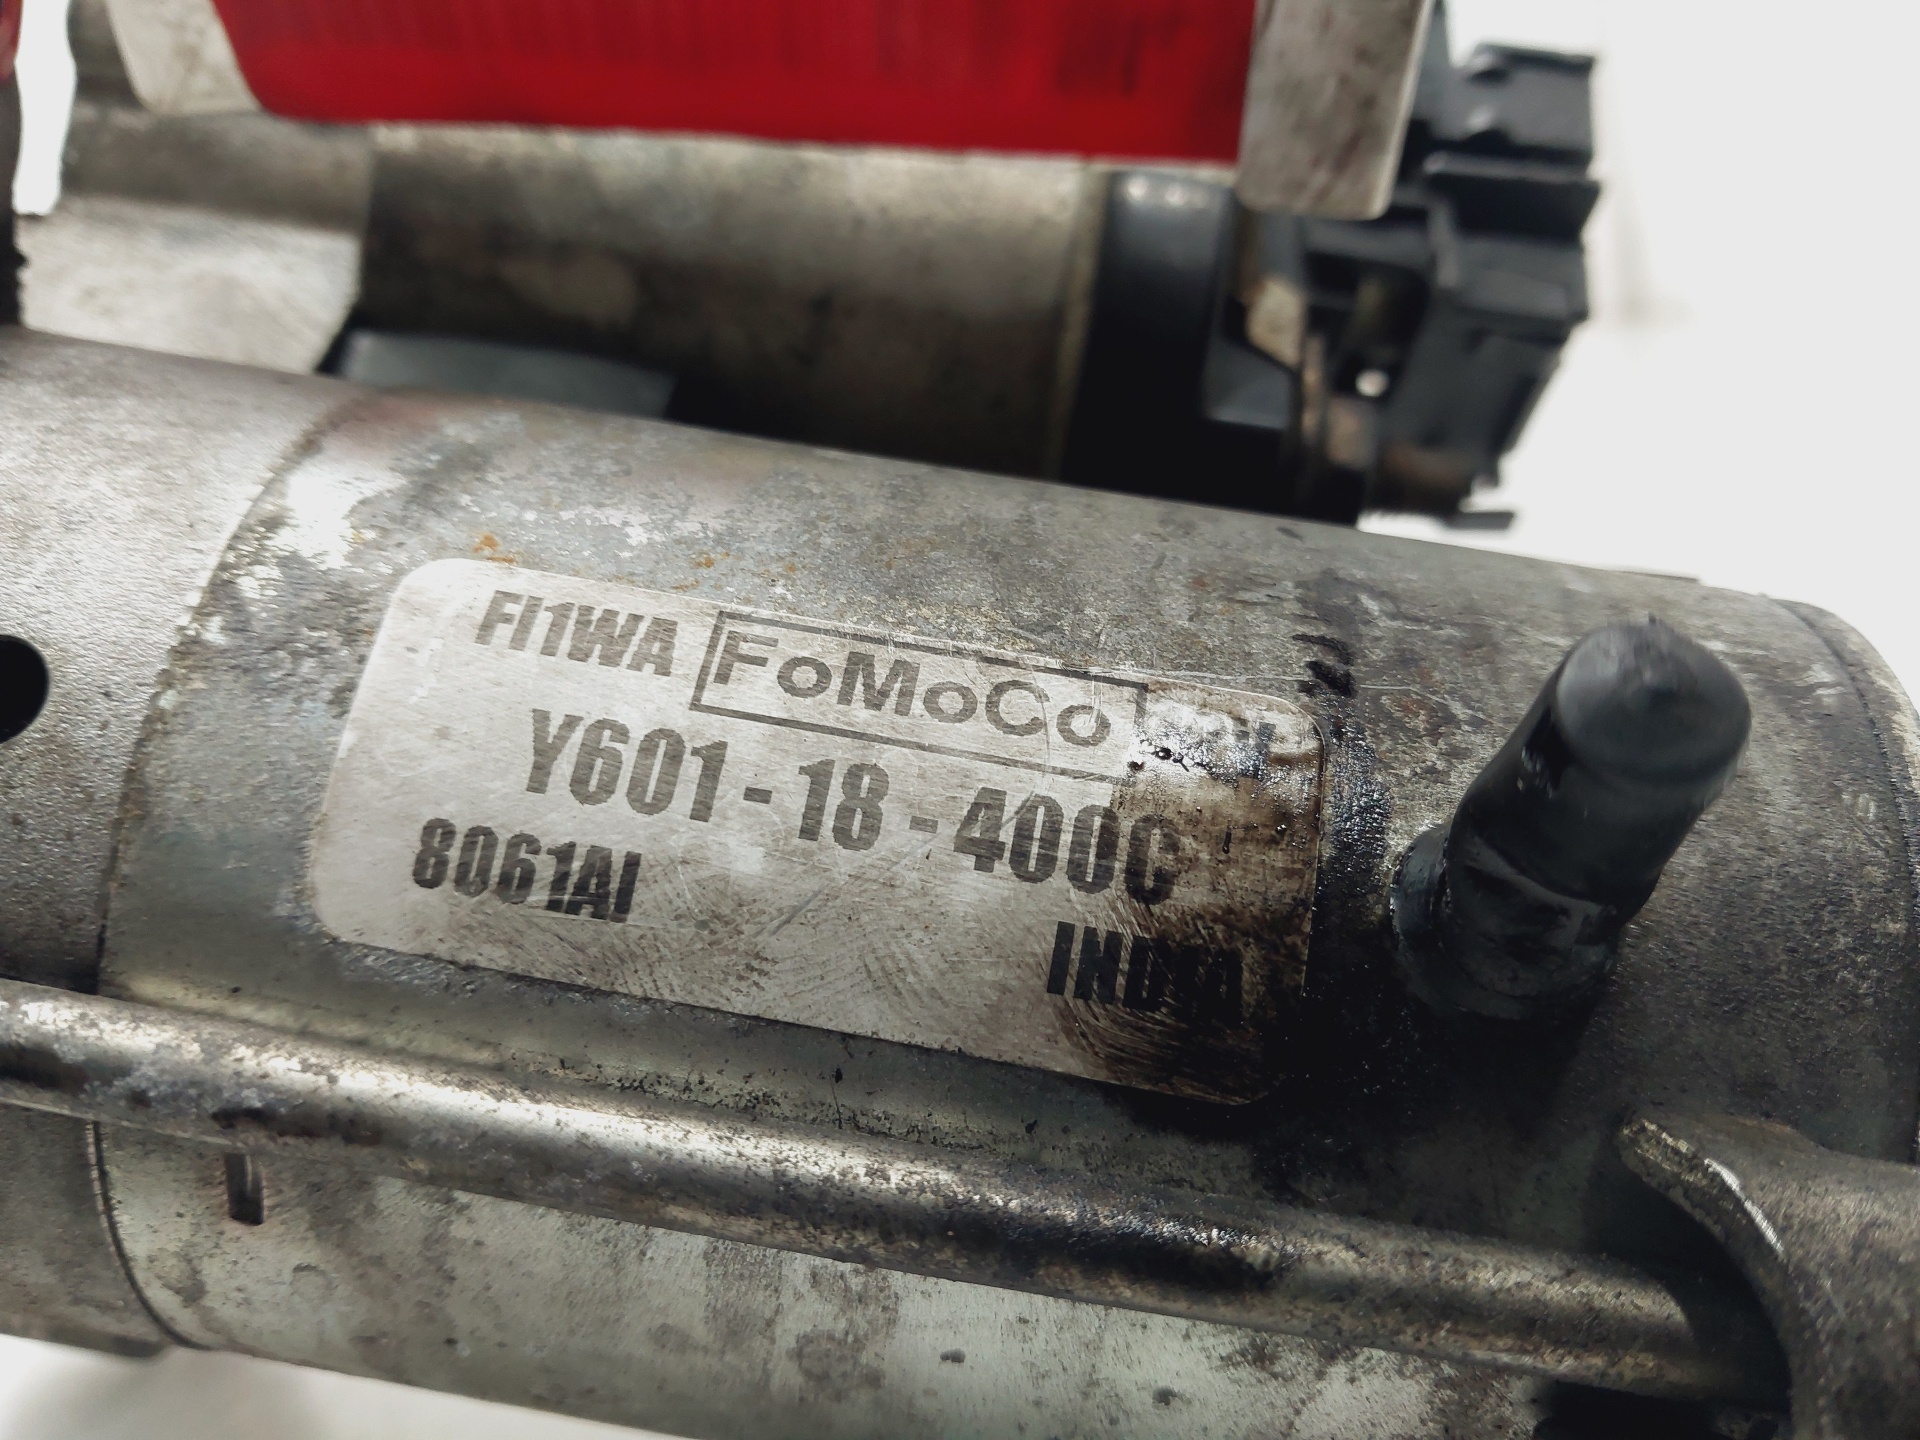 FI1WA FoMoCo
Y601-18-400C
8061AI
INDIA